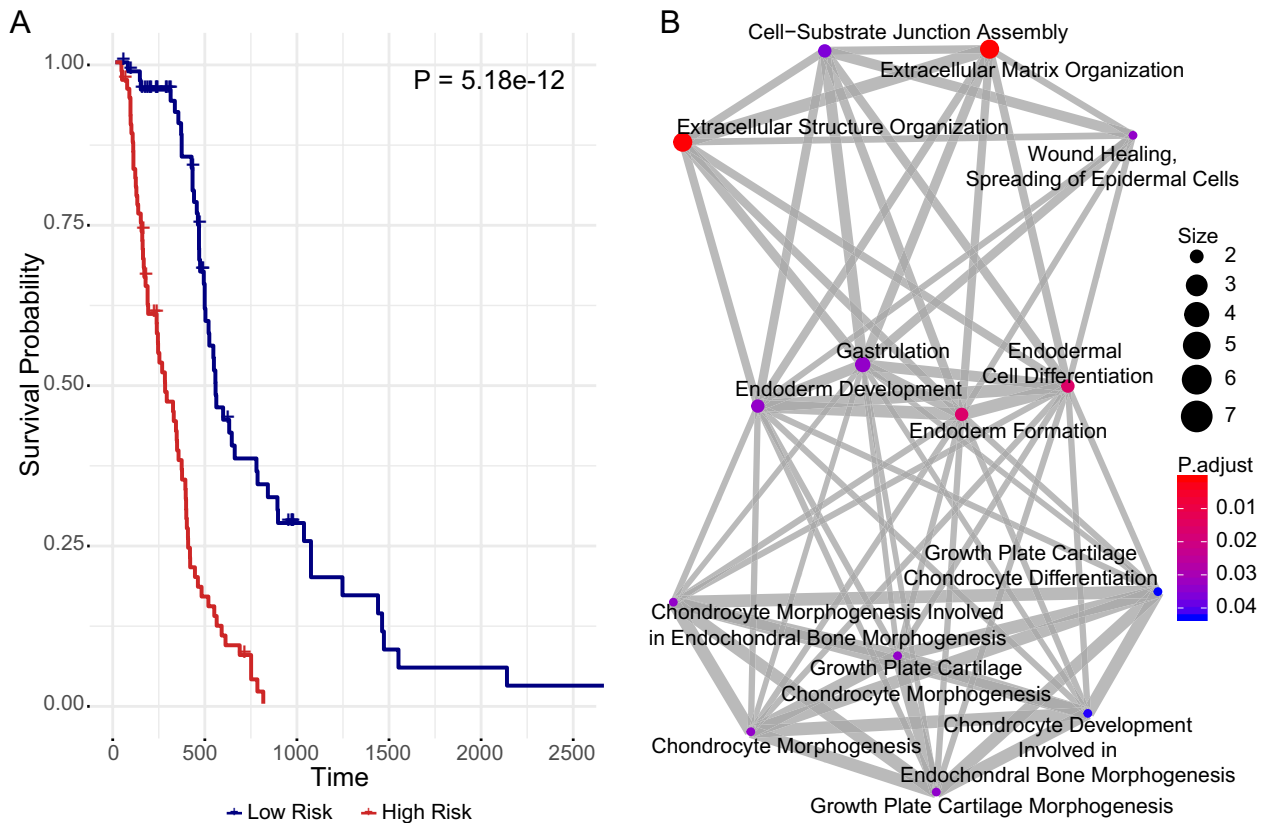 A
P = 5.18e-12
Survival Probability
1.00
0.75
0.50
0.25
0.00
0 500 1000 1500 2000 2500
Time
Low Risk High Risk
B
Cell−Substrate Junction Assembly
Extracellular Matrix Organization
Extracellular Structure Organization
Wound Healing,
Spreading of Epidermal Cells
Gastrulation
Endodermal
Cell Differentiation
Endoderm Development
Endoderm Formation
Growth Plate Cartilage
Chondrocyte Differentiation
Chondrocyte Morphogenesis Involved
in Endochondral Bone Morphogenesis
Growth Plate Cartilage
Chondrocyte Morphogenesis
Chondrocyte Morphogenesis
Chondrocyte Development
Involved in
Endochondral Bone Morphogenesis
Growth Plate Cartilage Morphogenesis
Size
2
3
4
5
6
7
P.adjust
0.01
0.02
0.03
0.04